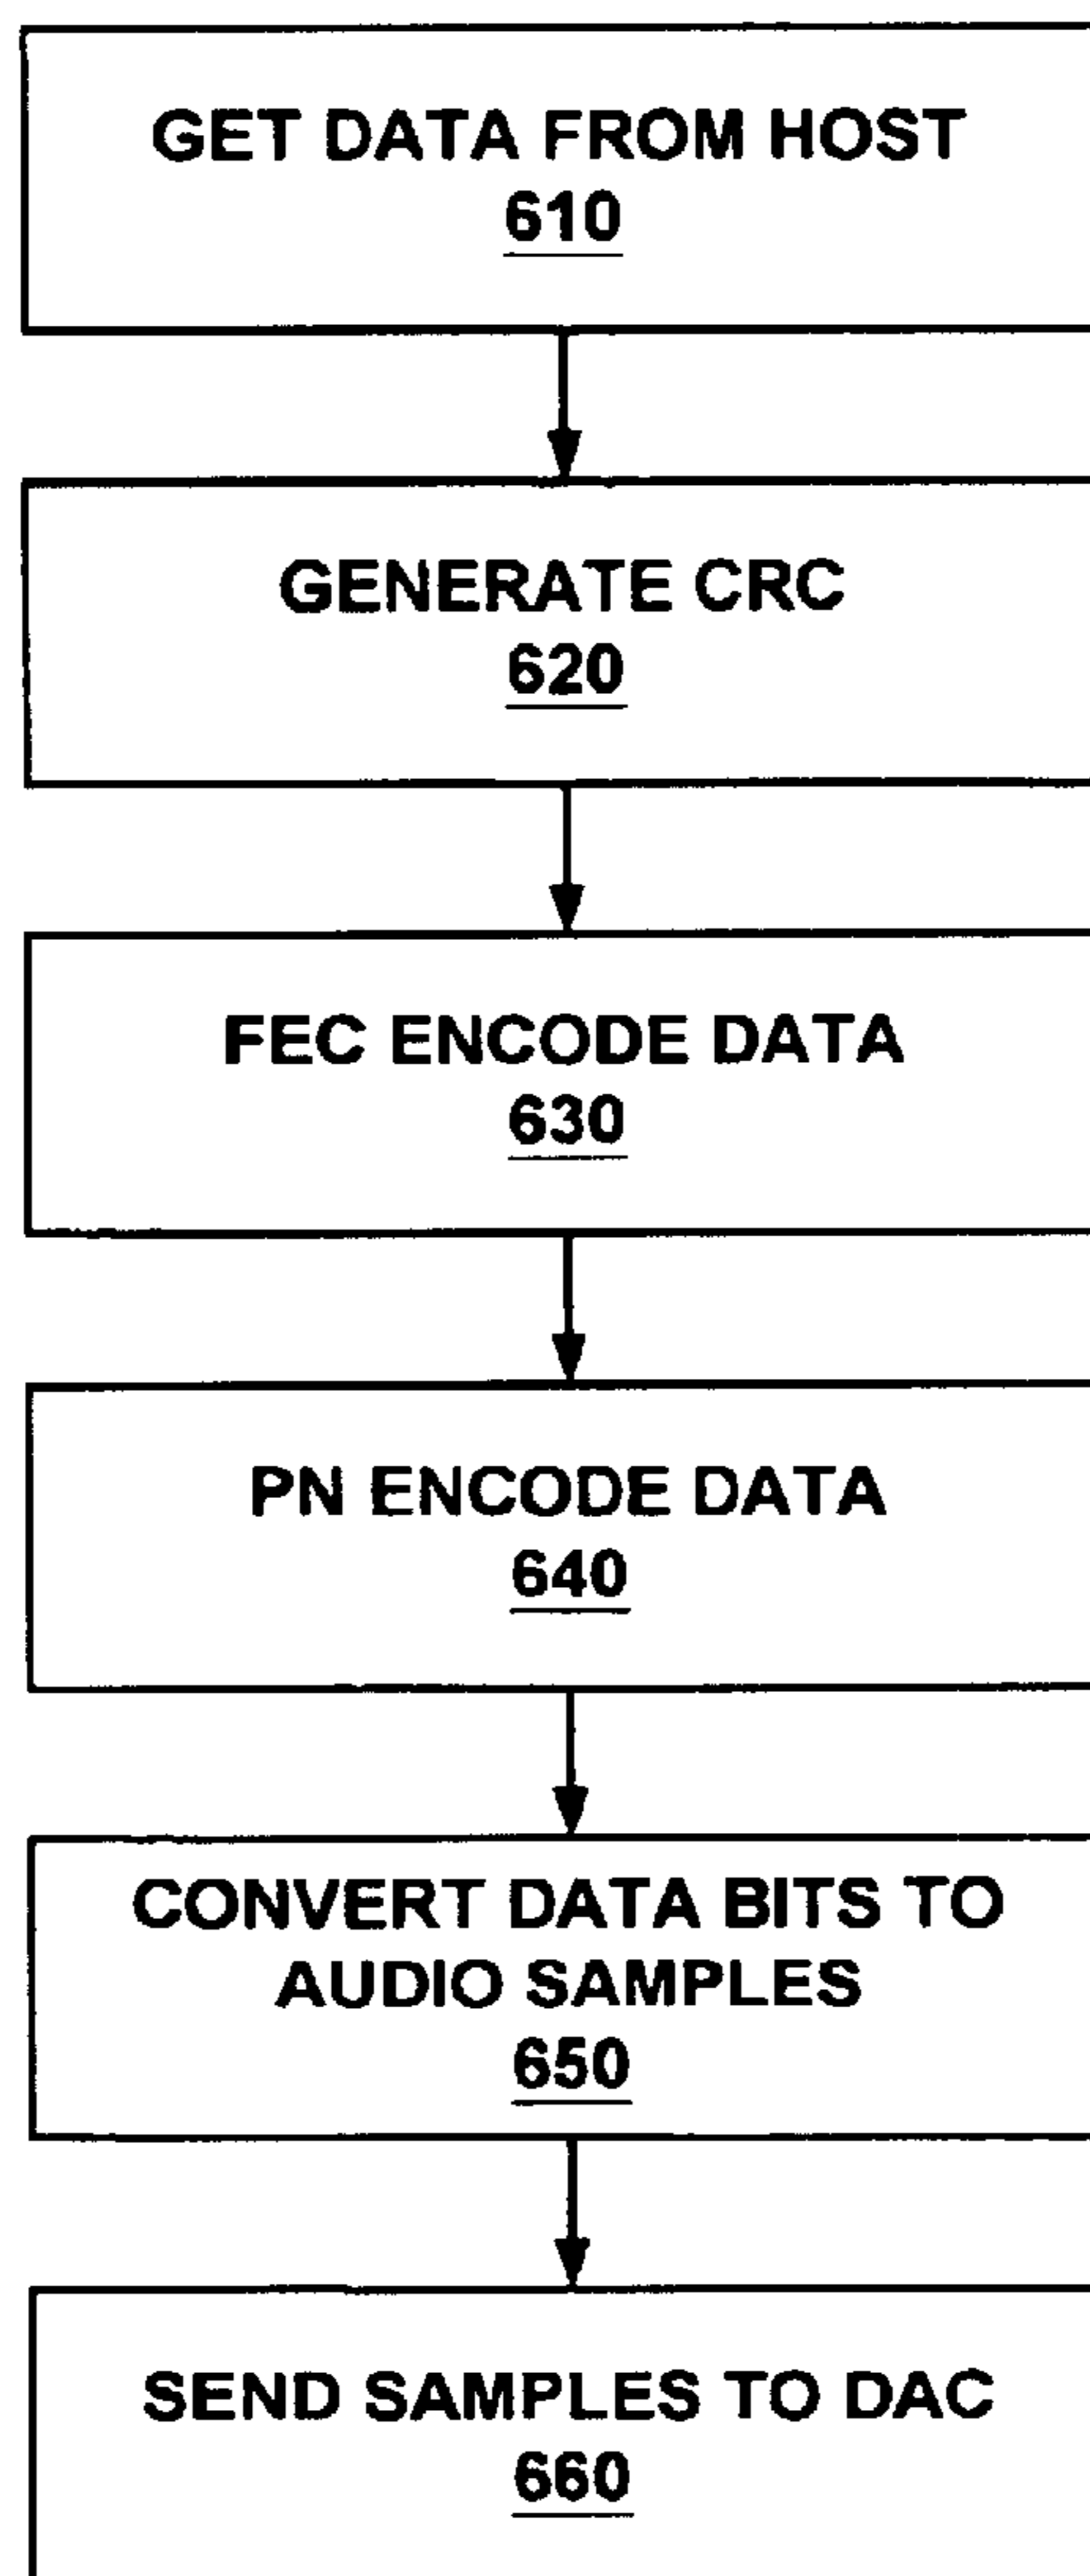 GET DATA FROM HOST
610
GENERATE CRC
620
FEC ENCODE DATA
630
PN ENCODE DATA
640
CONVERT DATA BITS TO
AUDIO SAMPLES
650
SEND SAMPLES TO DAC
660